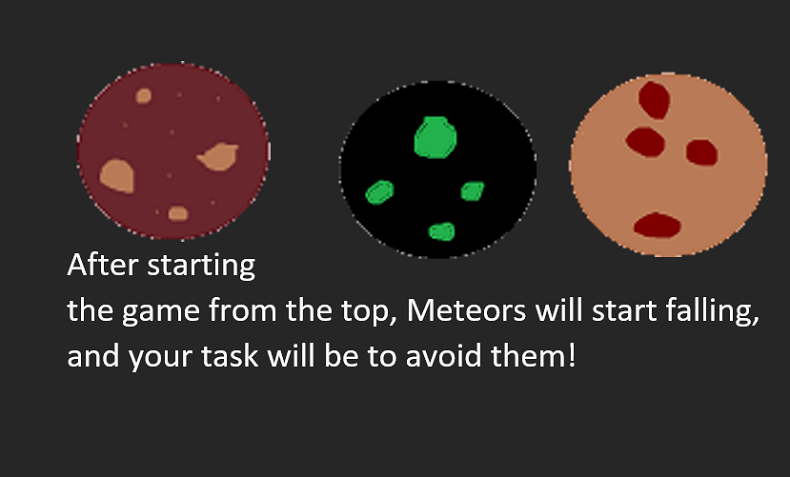 After starting
the game from the top, Meteors will start falling,
and your task will be to avoid them!